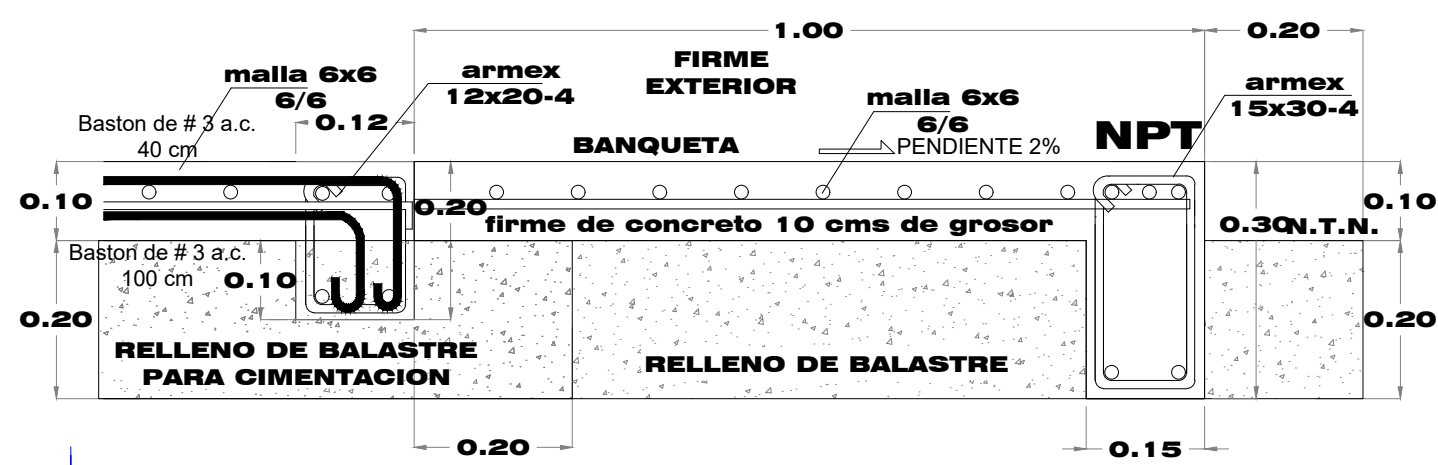 1.00
0.20
FIRME
EXTERIOR
malla 6x6
6/6
armex
12x20-4
malla 6x6
6/6
armex
15x30-4
Baston de # 3 a.c.
40 cm
0.12
BANQUETA
PENDIENTE 2%
NPT
0.10
0.20
firme de concreto 10 cms de grosor
0.30
N.T.N.
0.10
Baston de # 3 a.c.
100 cm
0.10
0.20
0.20
RELLENO DE BALASTRE
PARA CIMENTACION
RELLENO DE BALASTRE
0.20
0.15